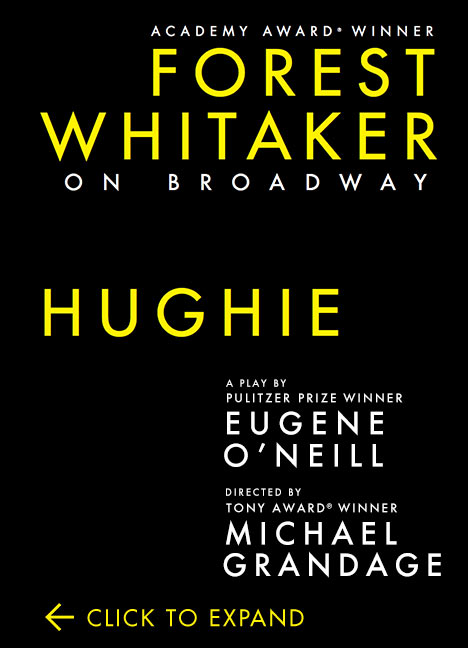 ACADEMY AWARD® WINNER
FOREST
WHITAKER
ON BROADWAY
HUGHIE
A PLAY BY
PULITZER PRIZE WINNER
EUGENE
O'NEILL
DIRECTED BY
TONY AWARD® WINNER
MICHAEL
GRANDAGE
← CLICK TO EXPAND